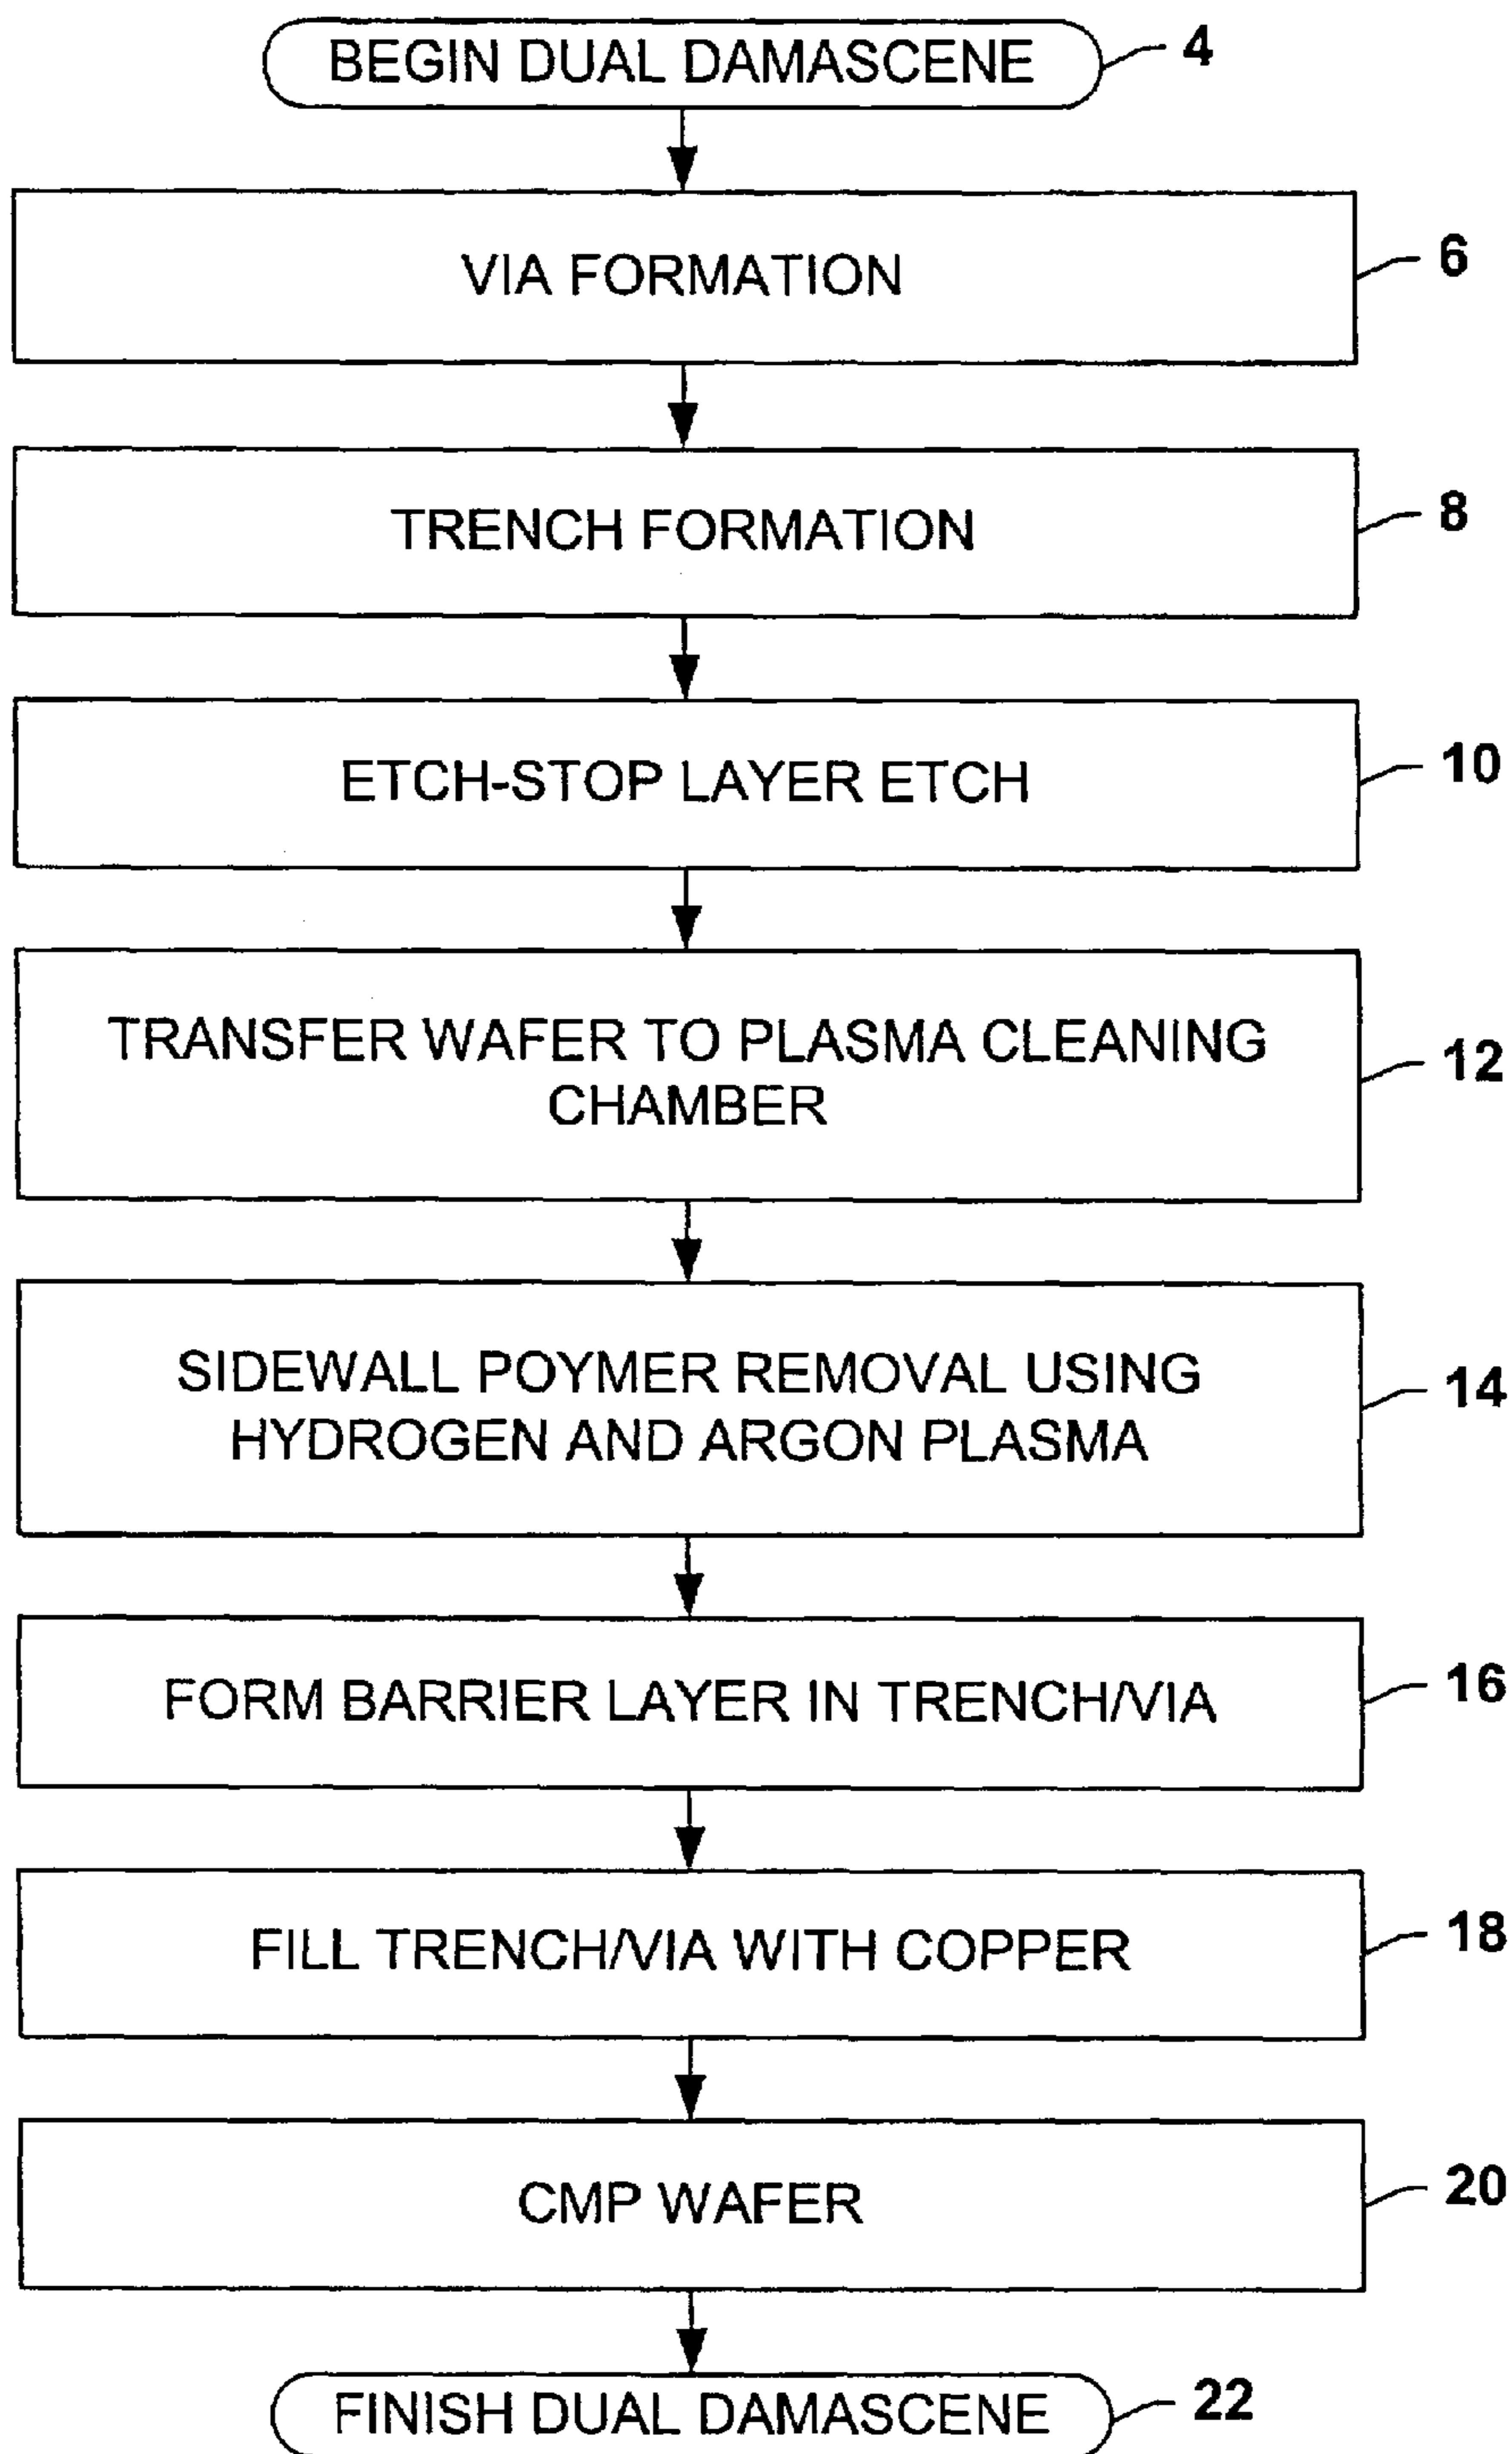 BEGIN DUAL DAMASCENE
4
VIA FORMATION
6
TRENCH FORMATION
8
ETCH-STOP LAYER ETCH
10
TRANSFER WAFER TO PLASMA CLEANING
CHAMBER
12
SIDEWALL POYMER REMOVAL USING
HYDROGEN AND ARGON PLASMA
14
FORM BARRIER LAYER IN TRENCH/VIA
16
FILL TRENCH/VIA WITH COPPER
18
CMP WAFER
20
FINISH DUAL DAMASCENE
22